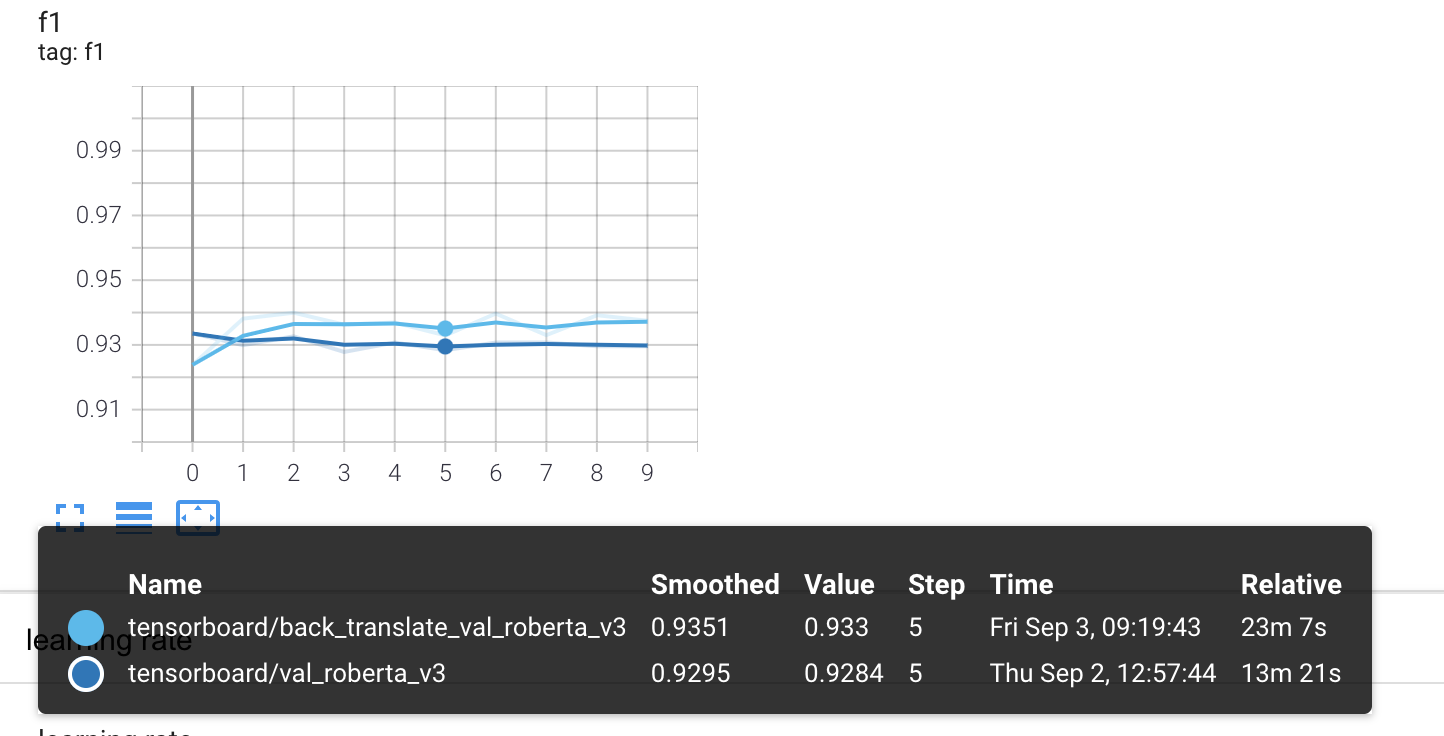 f1
tag: f1
0.99
0.97
0.95
0.93
0.91
0 1 2 3 4 5 6 7 8 9
Name Smoothed Value Step Time Relative
tensorboard/back_translate_val_roberta_v3 0.9351 0.933 5 Fri Sep 3, 09:19:43 23m 7s
learning rate
tensorboard/val_roberta_v3 0.9295 0.9284 5 Thu Sep 2, 12:57:44 13m 21s
learning rate